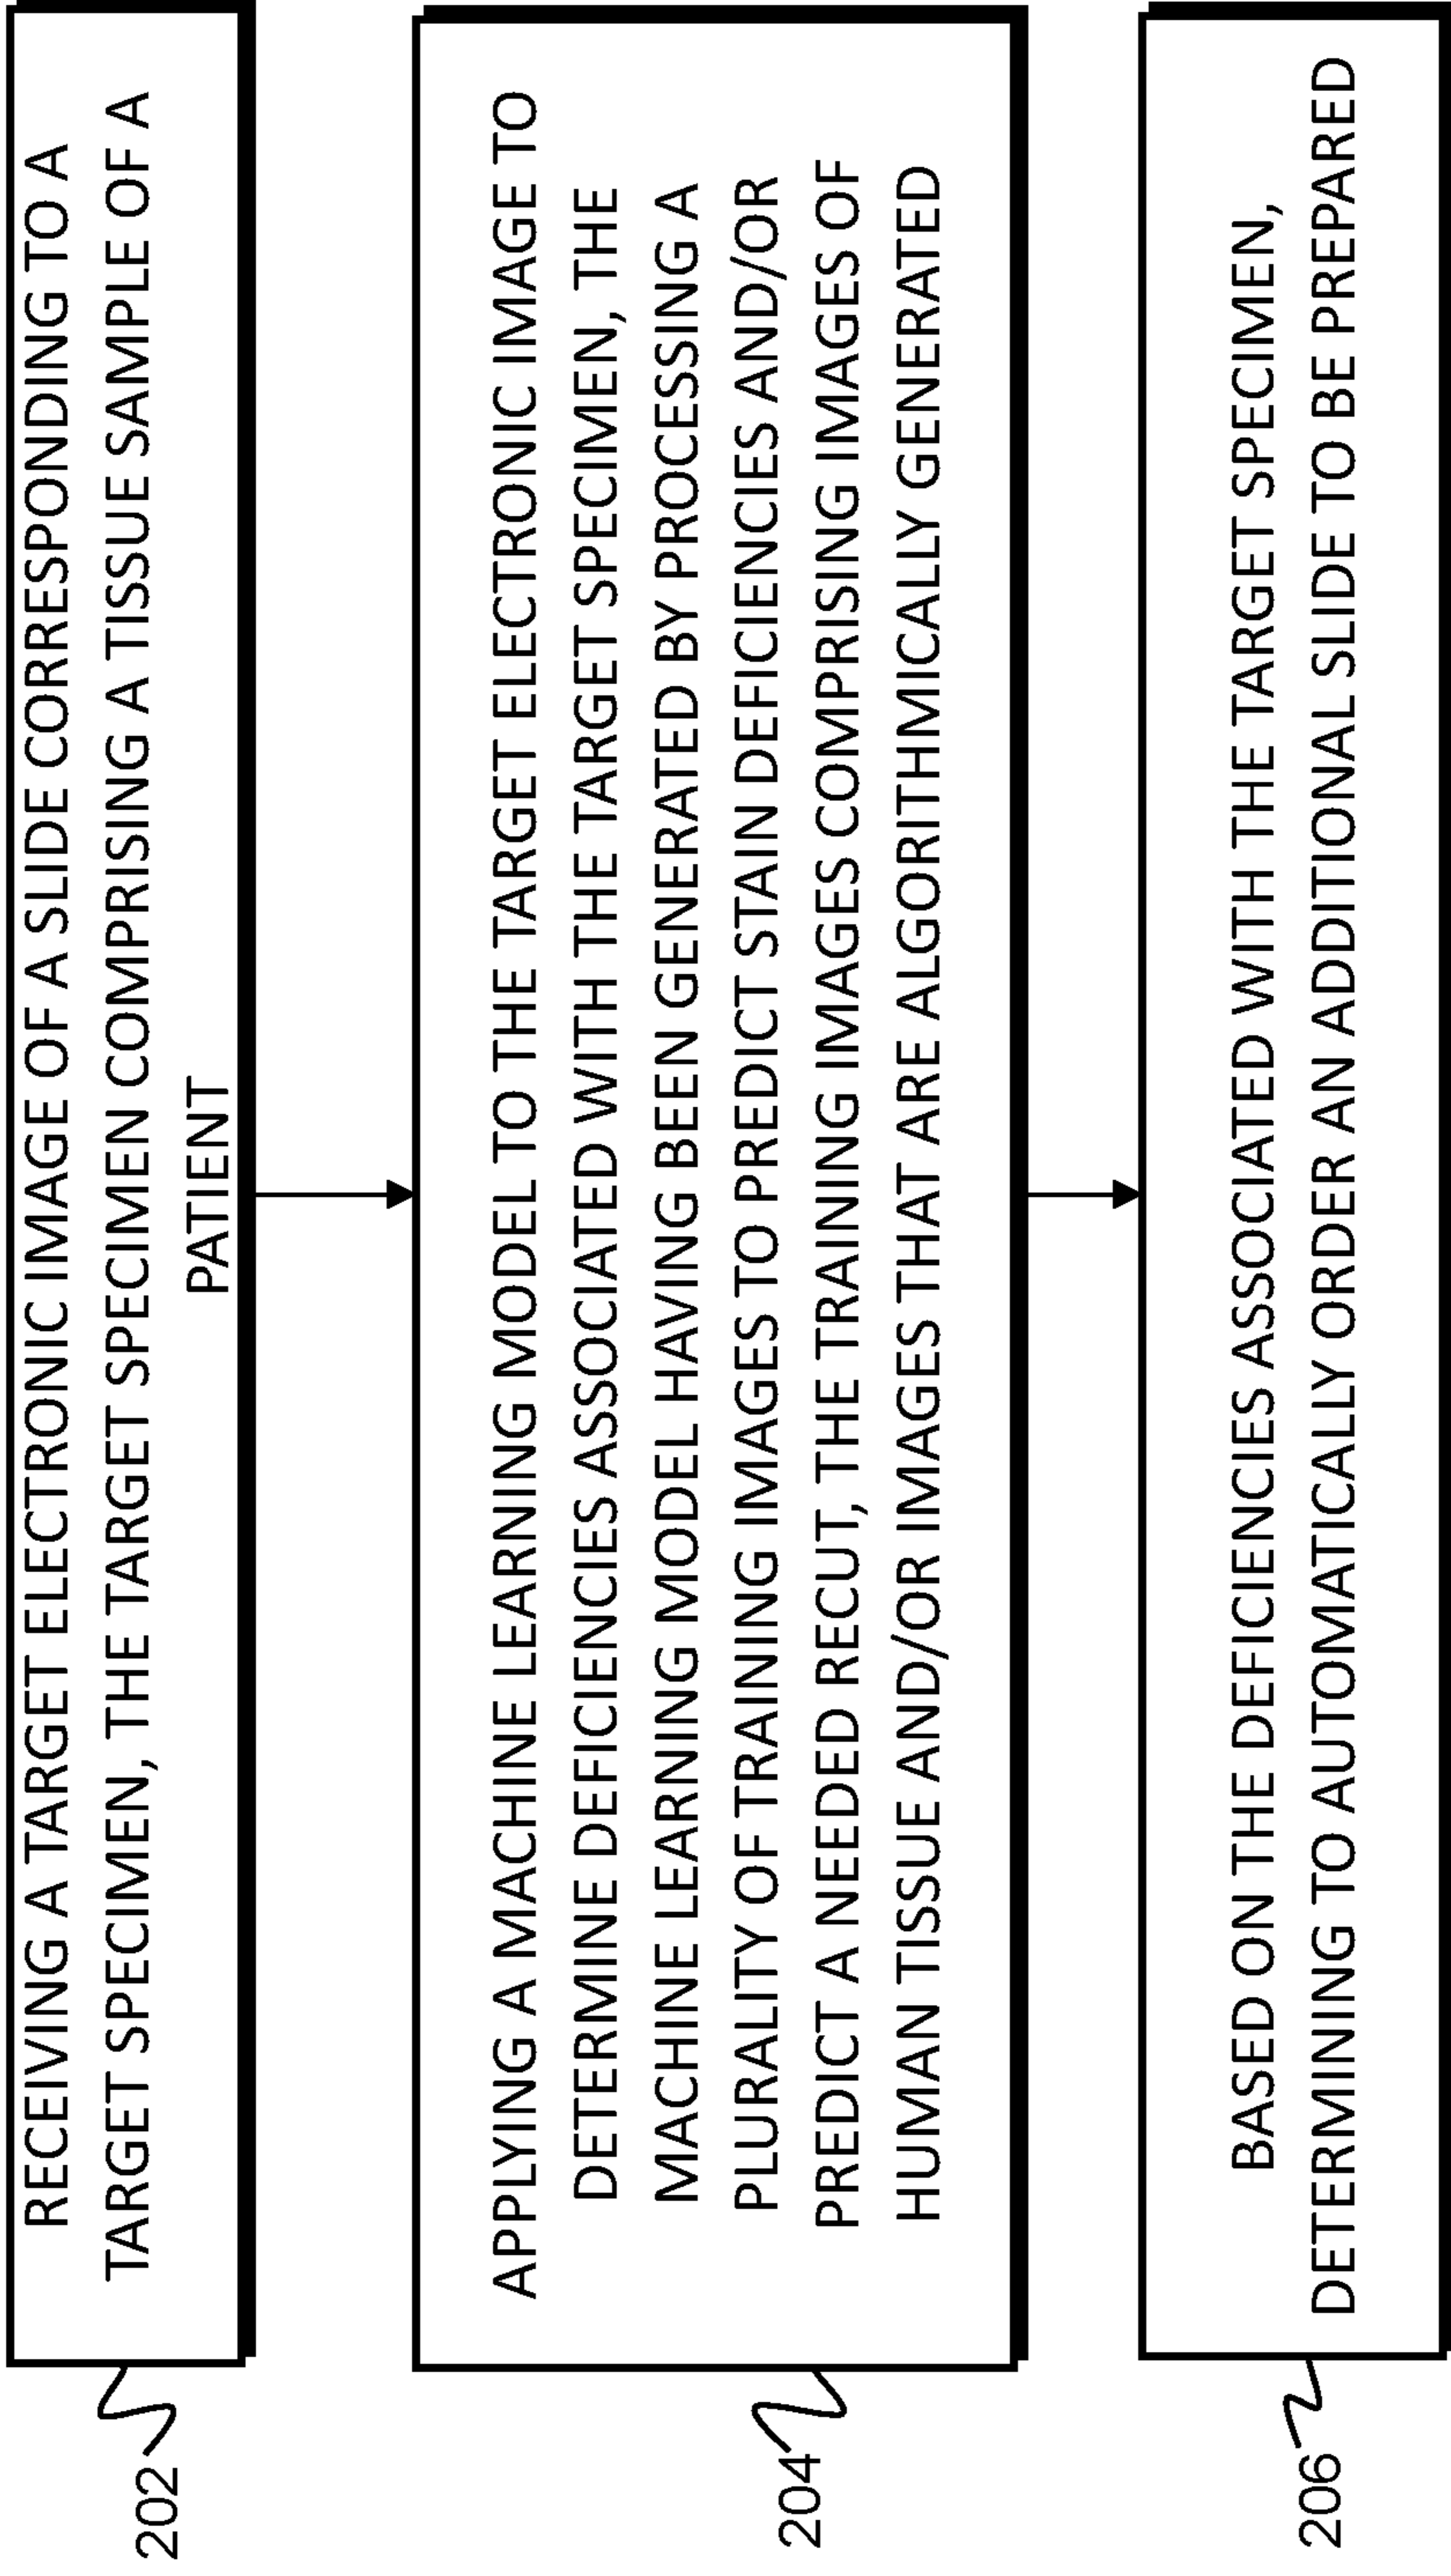 RECEIVING A TARGET ELECTRONIC IMAGE OF A SLIDE CORRESPONDING TO A
TARGET SPECIMEN, THE TARGET SPECIMEN COMPRISING A TISSUE SAMPLE OF A
PATIENT
202
APPLYING A MACHINE LEARNING MODEL TO THE TARGET ELECTRONIC IMAGE TO
DETERMINE DEFICIENCIES ASSOCIATED WITH THE TARGET SPECIMEN, THE
MACHINE LEARNING MODEL HAVING BEEN GENERATED BY PROCESSING A
PLURALITY OF TRAINING IMAGES TO PREDICT STAIN DEFICIENCIES AND/OR
PREDICT A NEEDED RECUT, THE TRAINING IMAGES COMPRISING IMAGES OF
HUMAN TISSUE AND/OR IMAGES THAT ARE ALGORITHMICALLY GENERATED
204
BASED ON THE DEFICIENCIES ASSOCIATED WITH THE TARGET SPECIMEN,
DETERMINING TO AUTOMATICALLY ORDER AN ADDITIONAL SLIDE TO BE PREPARED
206